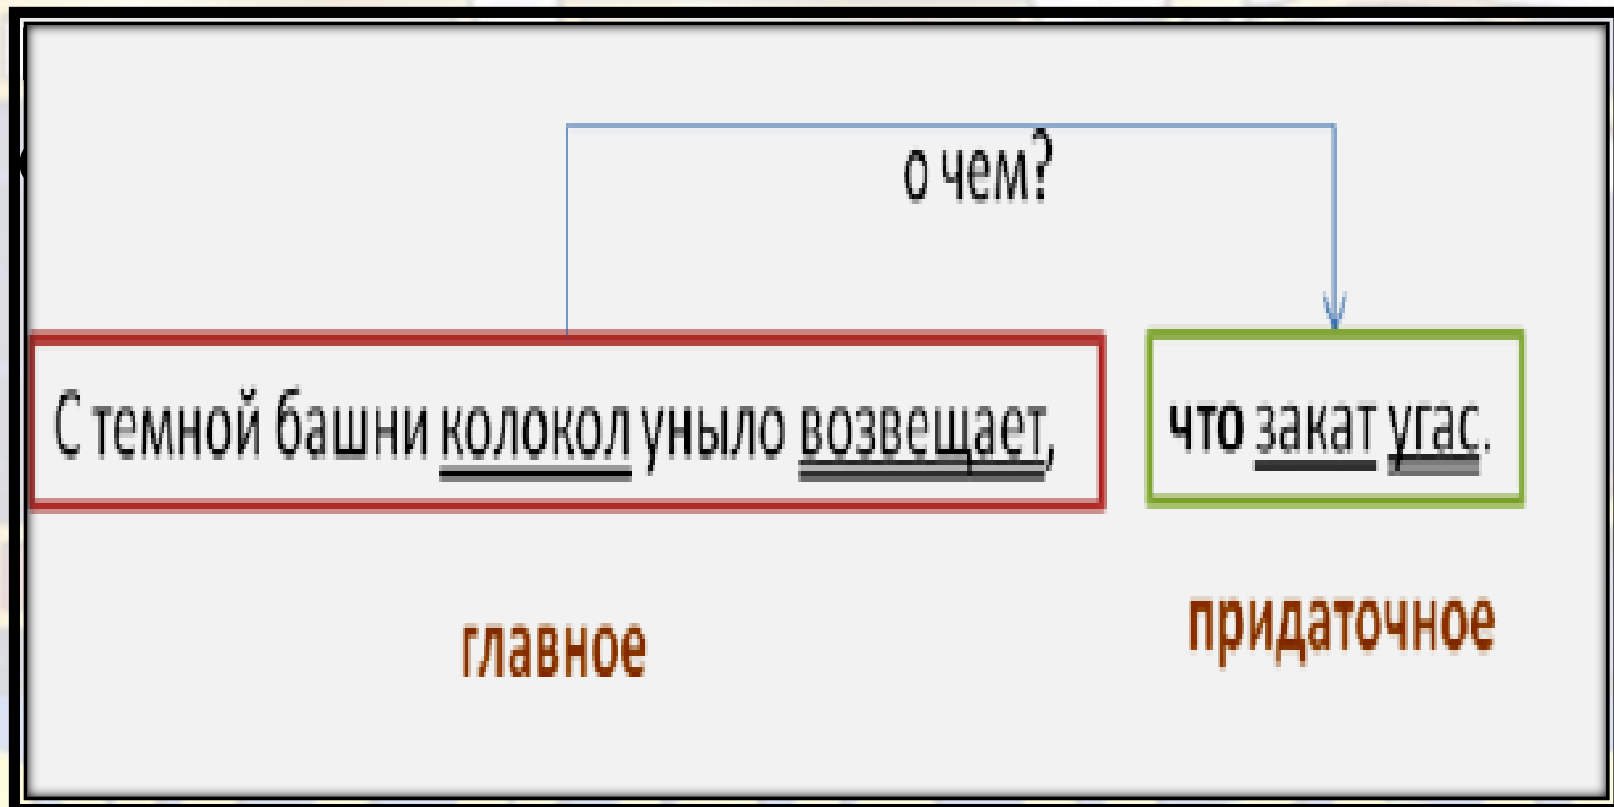 о чем?
С темной башни колокол уныло возвещает, что закат угас.
главное придаточное